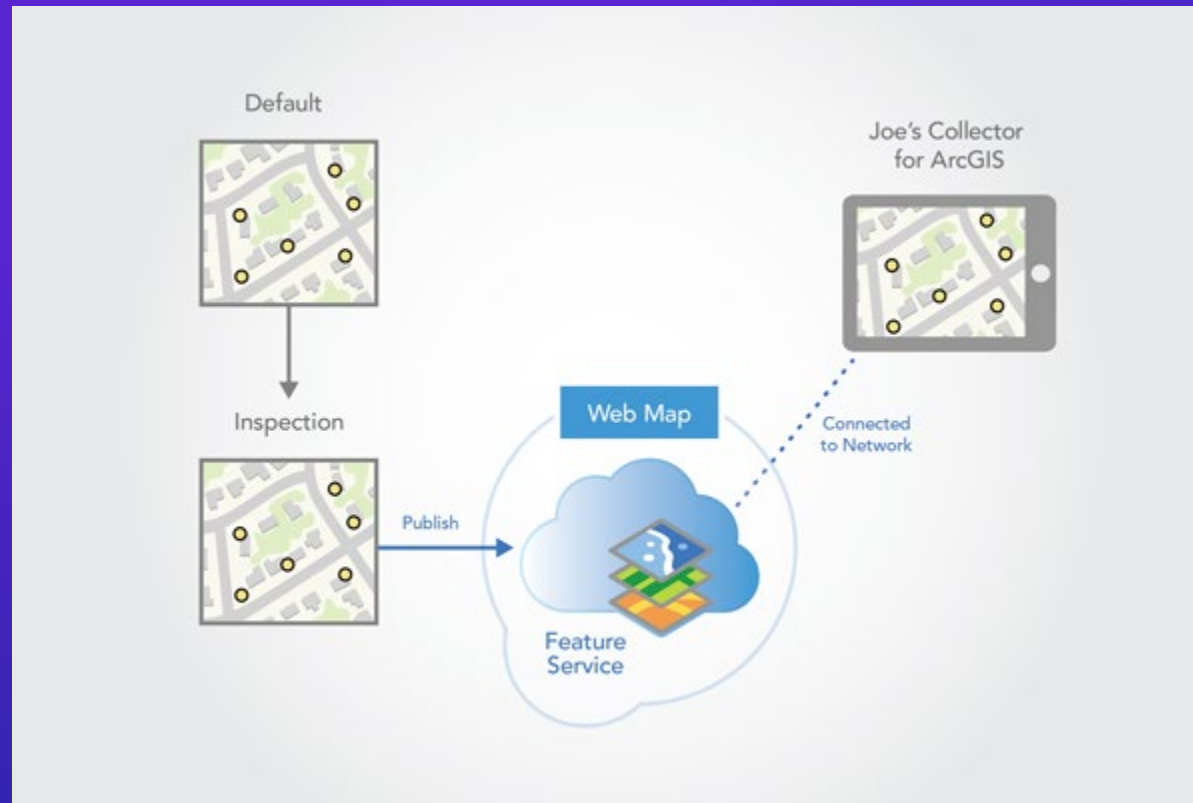 Default
Joe's Collector
for ArcGIS
Inspection
Web Map
Connected
to Network
Publish
Feature
Service